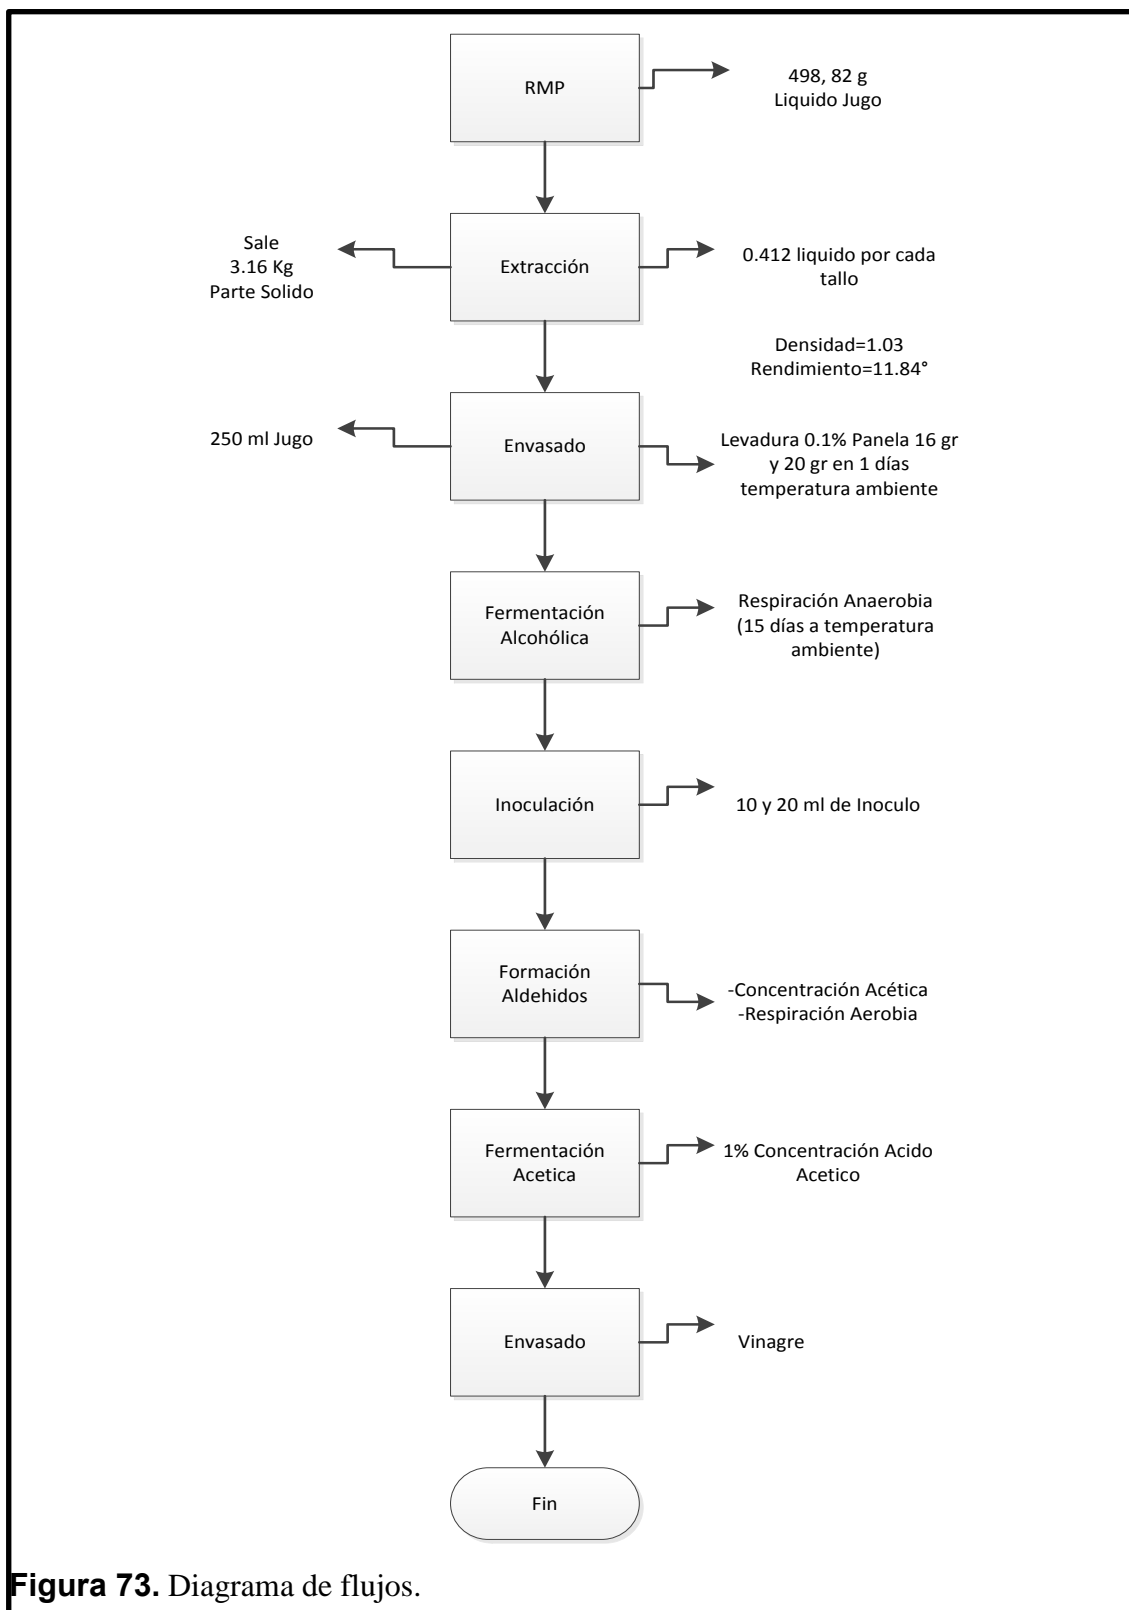 RMP
498, 82 g
Liquido Jugo
Sale
3.16 Kg
Parte Solido
Extracción
0.412 liquido por cada
tallo
Densidad=1.03
Rendimiento=11.84°
250 ml Jugo
Envasado
Levadura 0.1% Panela 16 gr
y 20 gr en 1 días
temperatura ambiente
Fermentación
Alcohólica
Respiración Anaerobia
(15 días a temperatura
ambiente)
Inoculación
10 y 20 ml de Inoculo
Formación
Aldehidos
-Concentración Acética
-Respiración Aerobia
Fermentación
Acetica
1% Concentración Acido
Acetico
Envasado
Vinagre
Fin
Figura 73. Diagrama de flujos.